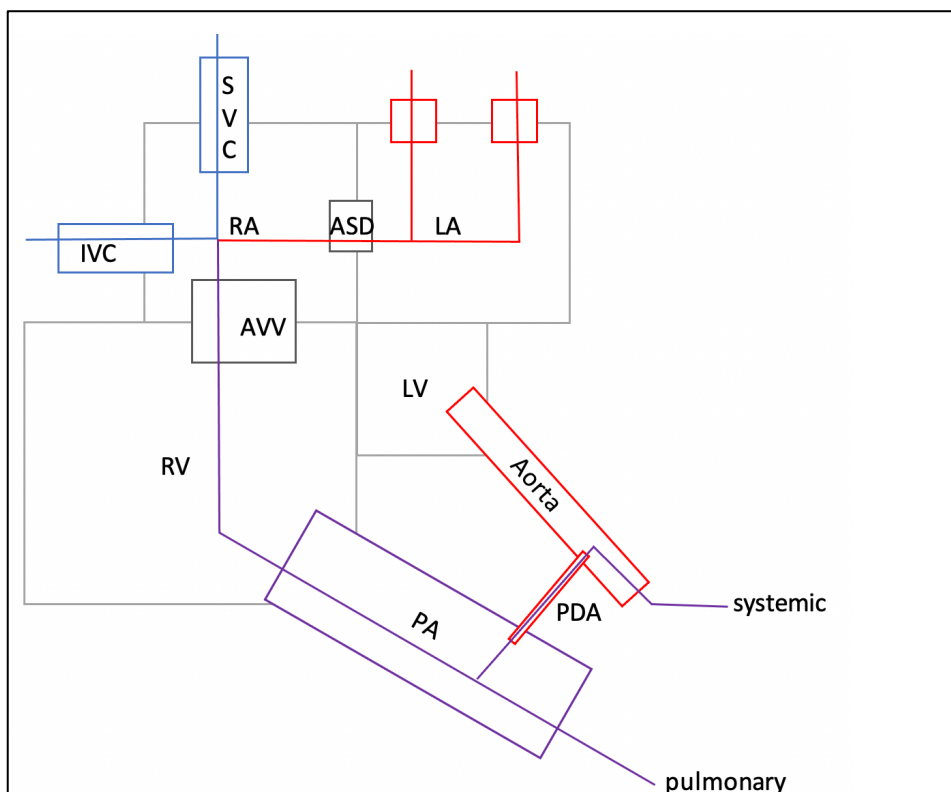 S
V
C
RA
ASD
LA
IVC
AVV
LV
RV
Aorta
PDA
systemic
PA
pulmonary